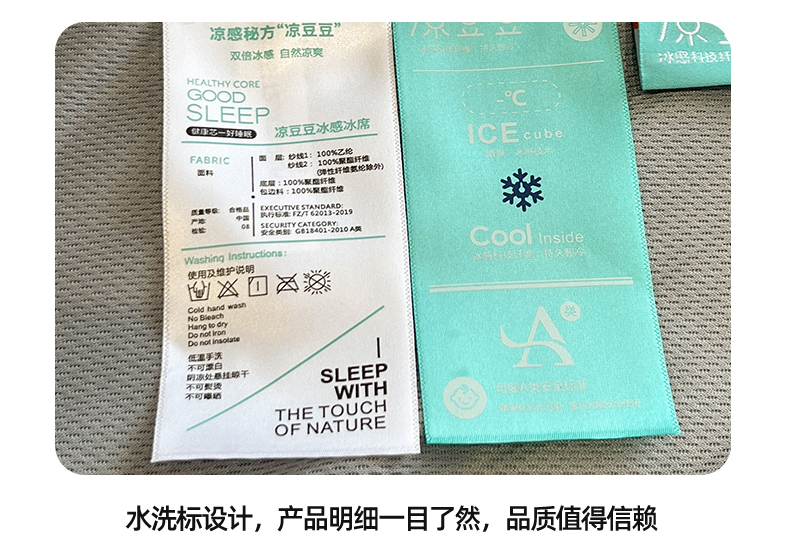 凉感秘方“凉豆豆”
双倍冰感 自然凉爽
HEALTHY CORE
GOOD
SLEEP
健康芯一好睡眠
凉豆豆冰感冰席
FABRIC
面料
面 层: 纱线1: 100%乙纶
纱线2: 100%聚酯纤维
(弹性纤维氨纶除外)
底层: 100%聚酯纤维
包边料: 100%聚酯纤维
质量等级: 合格品
产地: 中国
检验: 08
EXECUTIVE STANDARD:
执行标准: FZ/T 62013-2019
SECURITY CATEGORY:
安全类别: GB18401-2010 A类
Washing Instructions:
使用及维护说明
Cold hand wash
No Bleach
Hang to dry
Do not iron
Do not insolate
低温手洗
不可漂白
阴凉处悬挂晾干
不可熨烫
不可曝晒
SLEEP
WITH
THE TOUCH
OF NATURE
凉豆豆
-℃
ICE cube
Cool Inside
A
类
冰感科技纤
水洗标设计，产品明细一目了然，品质值得信赖